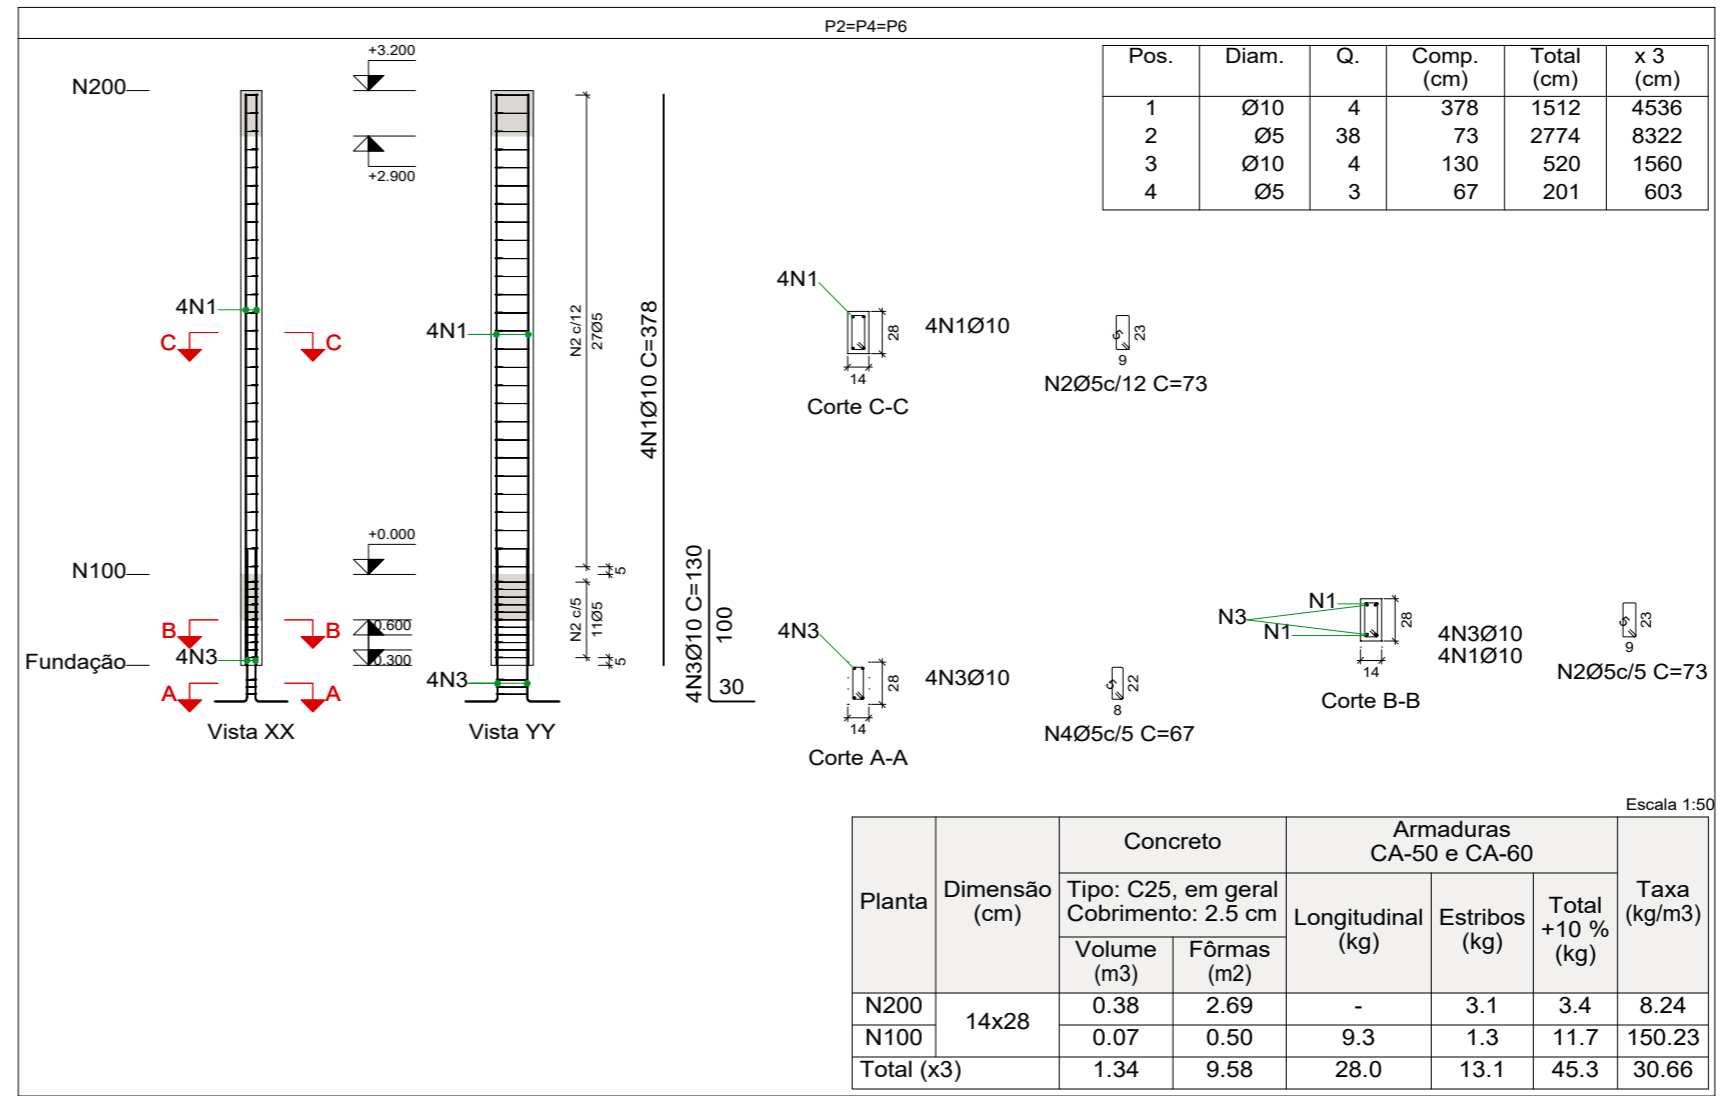 P2=P4=P6
Pos. Diam. Q. Comp. (cm) Total (cm) x 3 (cm)
1 Ø10 4 378 1512 4536
2 Ø5 38 73 2774 8322
3 Ø10 4 130 520 1560
4 Ø5 3 67 201 603
N200
+3.200
+2.900
4N1
C C
4N1
N2 c/12
27Ø5
4N1Ø10 C=378
+0.000
N100
5
N2 c/5
11Ø5
5
B B
0.600
Fundação
4N3
0.300
A A
4N3
Vista XX
Vista YY
4N3Ø10 C=130
100
30
4N1
28
14
4N1Ø10
Corte C-C
5
23
9
N2Ø5c/12 C=73
4N3
28
14
4N3Ø10
Corte A-A
5
22
8
N4Ø5c/5 C=67
N1
N3
N1
28
14
4N3Ø10
4N1Ø10
Corte B-B
5
23
9
N2Ø5c/5 C=73
Escala 1:50
Planta
Dimensão (cm)
Concreto
Tipo: C25, em geral
Cobrimento: 2.5 cm
Volume (m3)
Fôrmas (m2)
Armaduras
CA-50 e CA-60
Longitudinal (kg)
Estribos (kg)
Total +10 % (kg)
Taxa (kg/m3)
N200 14x28 0.38 2.69 - 3.1 3.4 8.24
N100 0.07 0.50 9.3 1.3 11.7 150.23
Total (x3) 1.34 9.58 28.0 13.1 45.3 30.66